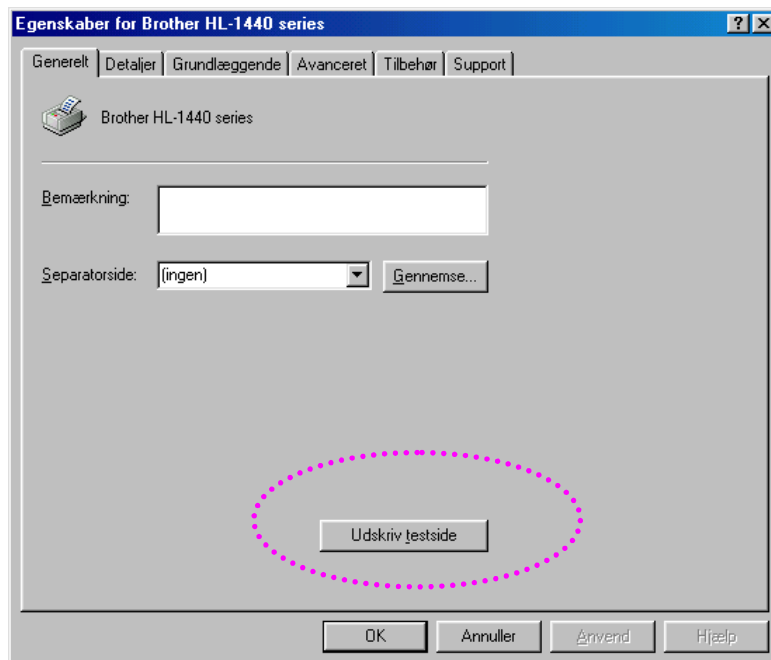 Egenskaber for Brother HL-1440 series
Generelt Detaljer Grundlæggende Avanceret Tilbehør Support
Brother HL-1440 series
Bemærkning:
Separatorside: (ingen) Gennemse...
Udskriv testside
OK Annuller Anvend Hjælp